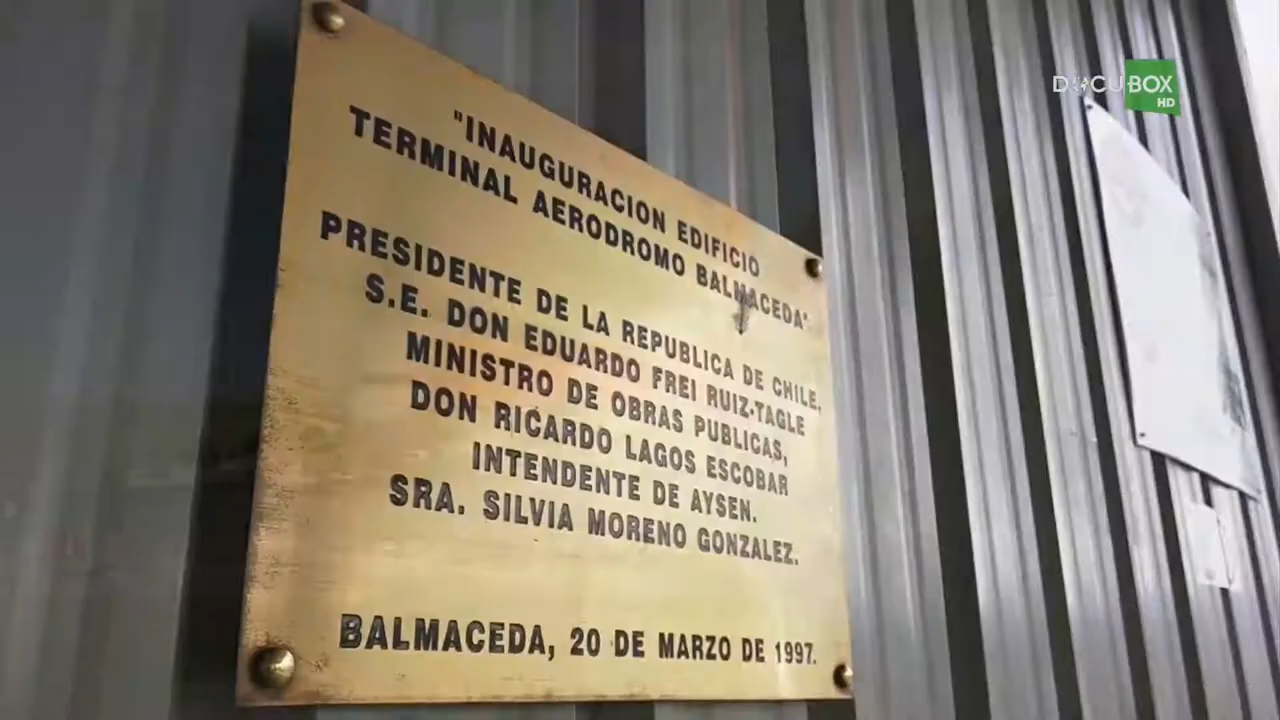 "INAUGURACION EDIFICIO
TERMINAL AERODROMO BALMACEDA"
PRESIDENTE DE LA REPUBLICA DE CHILE,
S.E. DON EDUARDO FREI RUIZ-TAGLE
MINISTRO DE OBRAS PUBLICAS,
DON RICARDO LAGOS ESCOBAR
INTENDENTE DE AYSEN.
SRA. SILVIA MORENO GONZALEZ.
BALMACEDA, 20 DE MARZO DE 1997.
DOCUBOX
HD